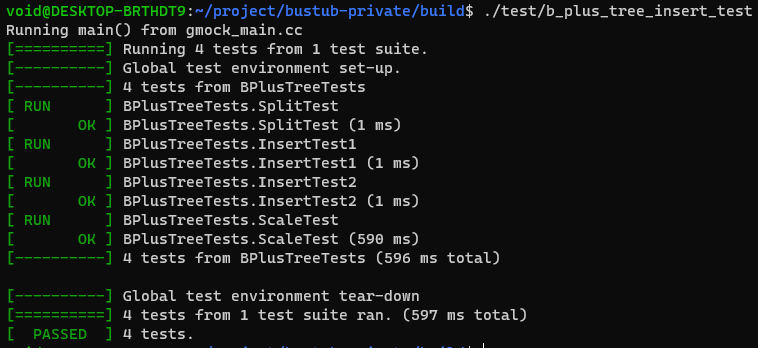 void@DESKTOP-BRTHDT9:~/project/bustub-private/build$ ./test/b_plus_tree_insert_test
Running main() from gmock_main.cc
[==========] Running 4 tests from 1 test suite.
[----------] Global test environment set-up.
[----------] 4 tests from BPlusTreeTests
[ RUN      ] BPlusTreeTests.SplitTest
[       OK ] BPlusTreeTests.SplitTest (1 ms)
[ RUN      ] BPlusTreeTests.InsertTest1
[       OK ] BPlusTreeTests.InsertTest1 (1 ms)
[ RUN      ] BPlusTreeTests.InsertTest2
[       OK ] BPlusTreeTests.InsertTest2 (1 ms)
[ RUN      ] BPlusTreeTests.ScaleTest
[       OK ] BPlusTreeTests.ScaleTest (590 ms)
[----------] 4 tests from BPlusTreeTests (596 ms total)

[----------] Global test environment tear-down
[==========] 4 tests from 1 test suite ran. (597 ms total)
[  PASSED  ] 4 tests.